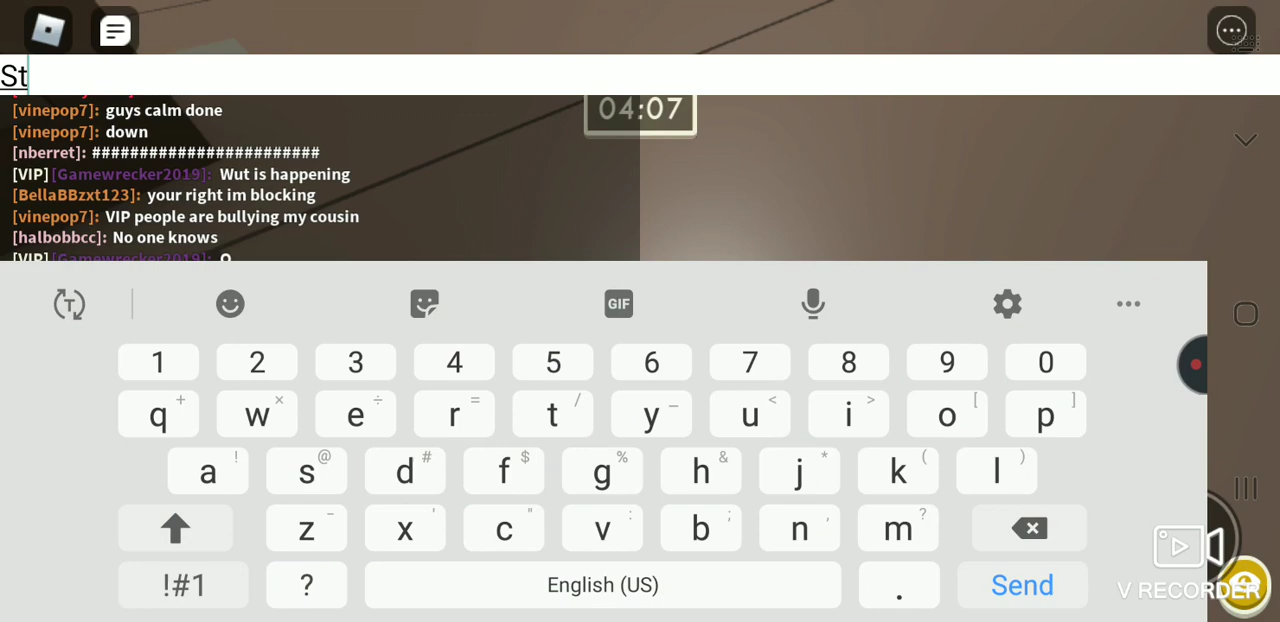 St
[vinepop7]: guys calm done
04:07
[vinepop7]: down
[nberret]: ########################
[VIP][Gamewrecker2019]: Wut is happening
[BellaBBzxt123]: your right im blocking
[vinepop7]: VIP people are bullying my cousin
[halbobbcc]: No one knows
[VIP][Gamewrecker2019]: O
T GIF
1 2 3 4 5 6 7 8 9 0
q + w × e ÷ r = t / y _ u < i > o [ p ]
a ! s @ d # f $ g % h & j * k ( l )
z - x ' c " v : b ; n , m ?
!#1 ? English (US) . Send
V RECORDER